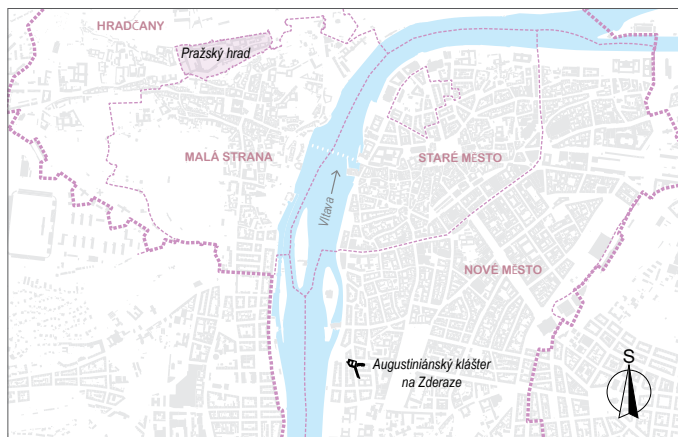 HRADČANY
Pražský hrad
MALÁ STRANA
STARÉ MĚSTO
Vltava
NOVÉ MĚSTO
Augustiniánský klášter
na Zderaze
S